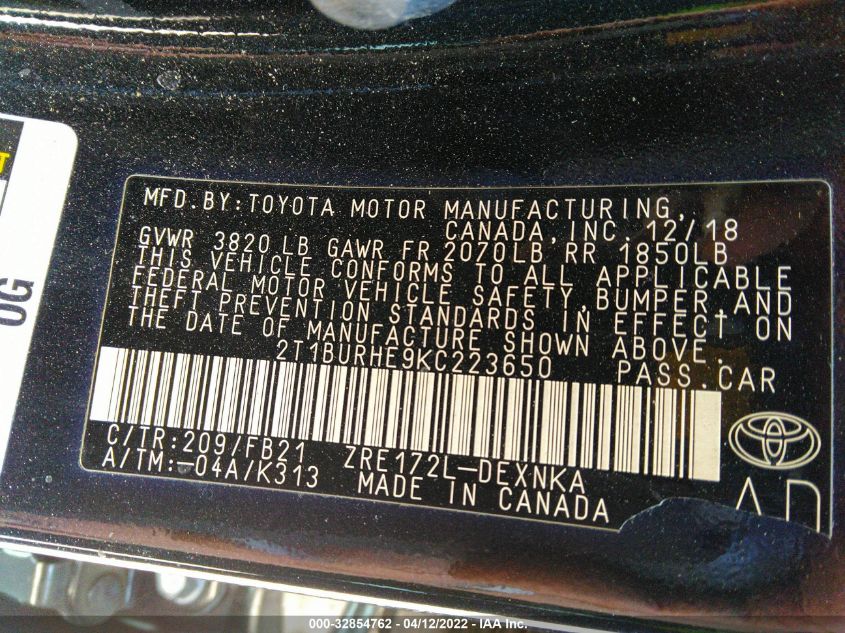 MFD.BY:TOYOTA MOTOR MANUFACTURING,
CANADA,INC.12/18
GVWR 3820LB GAWR FR 2070LB RR 1850LB
THIS VEHICLE CONFORMS TO ALL APPLICABLE
FEDERAL MOTOR VEHICLE SAFETY,BUMPER AND
THEFT PREVENTION STANDARDS IN EFFECT ON
THE DATE OF MANUFACTURE SHOWN ABOVE.
2T1BURHE9KC223650 PASS.CAR
C/TR:209/FB21 ZRE172L-DEXNKA
A/TM:-04A/K313 MADE IN CANADA
OG
000-32854762 - 04/12/2022 - IAA Inc.